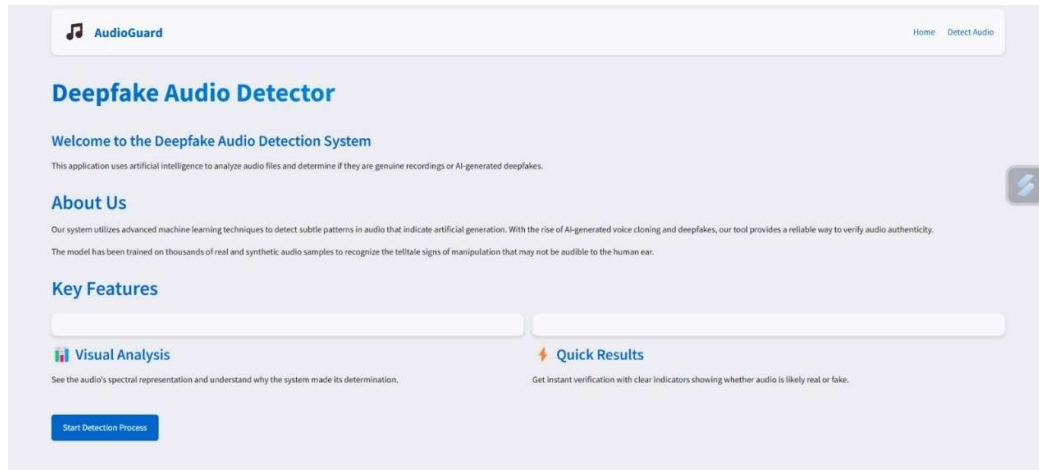 AudioGuard
Home Detect Audio
Deepfake Audio Detector
Welcome to the Deepfake Audio Detection System
This application uses artificial intelligence to analyze audio files and determine if they are genuine recordings or AI-generated deepfakes.
About Us
Our system utilizes advanced machine learning techniques to detect subtle patterns in audio that indicate artificial generation. With the rise of AI-generated voice cloning and deepfakes, our tool provides a reliable way to verify audio authenticity.
The model has been trained on thousands of real and synthetic audio samples to recognize the telltale signs of manipulation that may not be audible to the human ear.
Key Features
Visual Analysis
See the audio's spectral representation and understand why the system made its determination.
Quick Results
Get instant verification with clear indicators showing whether audio is likely real or fake.
Start Detection Process